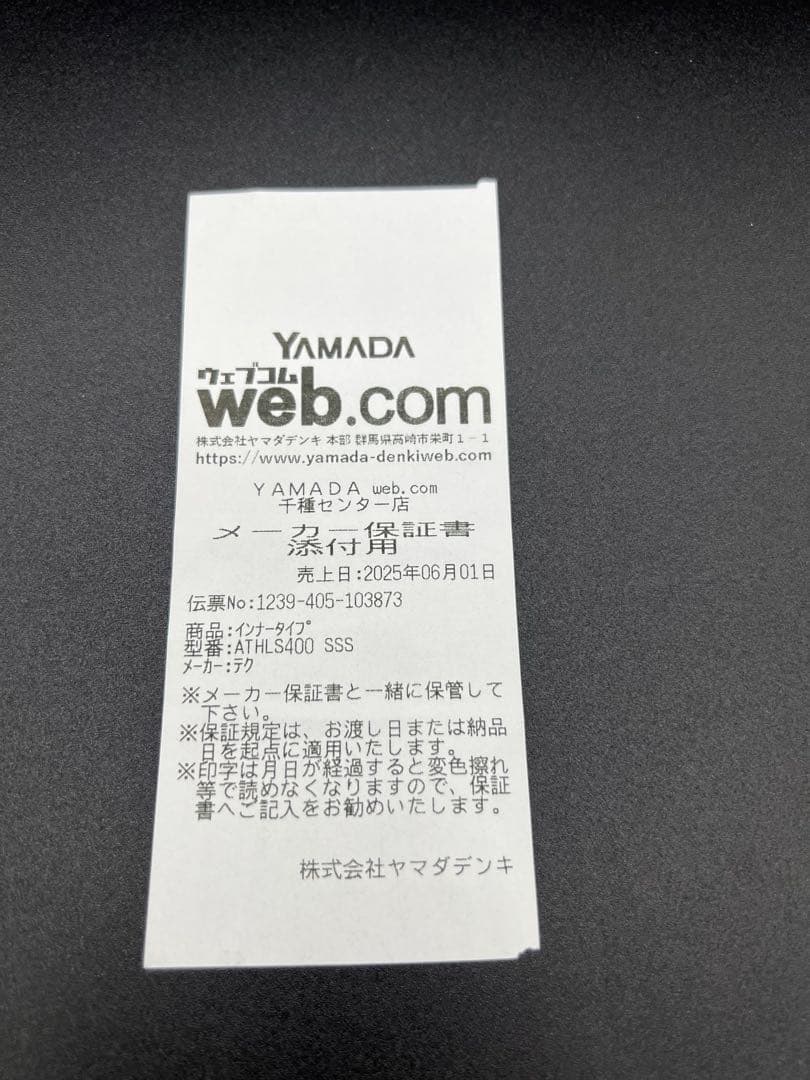 YAMADA
ウェブコム
web.com
株式会社ヤマダデンキ 本部 群馬県高崎市栄町1-1
https://www.yamada-denkiweb.com
YAMADA web.com
千種センター店
メーカー保証書
添付用
売上日:2025年06月01日
伝票No:1239-405-103873
商品:インナータイプ
型番:ATHLS400 SSS
メーカー:テク
※メーカー保証書と一緒に保管して
下さい。
※保証規定は、お渡し日または納品
日を起点に適用いたします。
※印字は月日が経過すると変色擦れ
等で読めなくなりますので、保証
書へご記入をお勧めいたします。
株式会社ヤマダデンキ